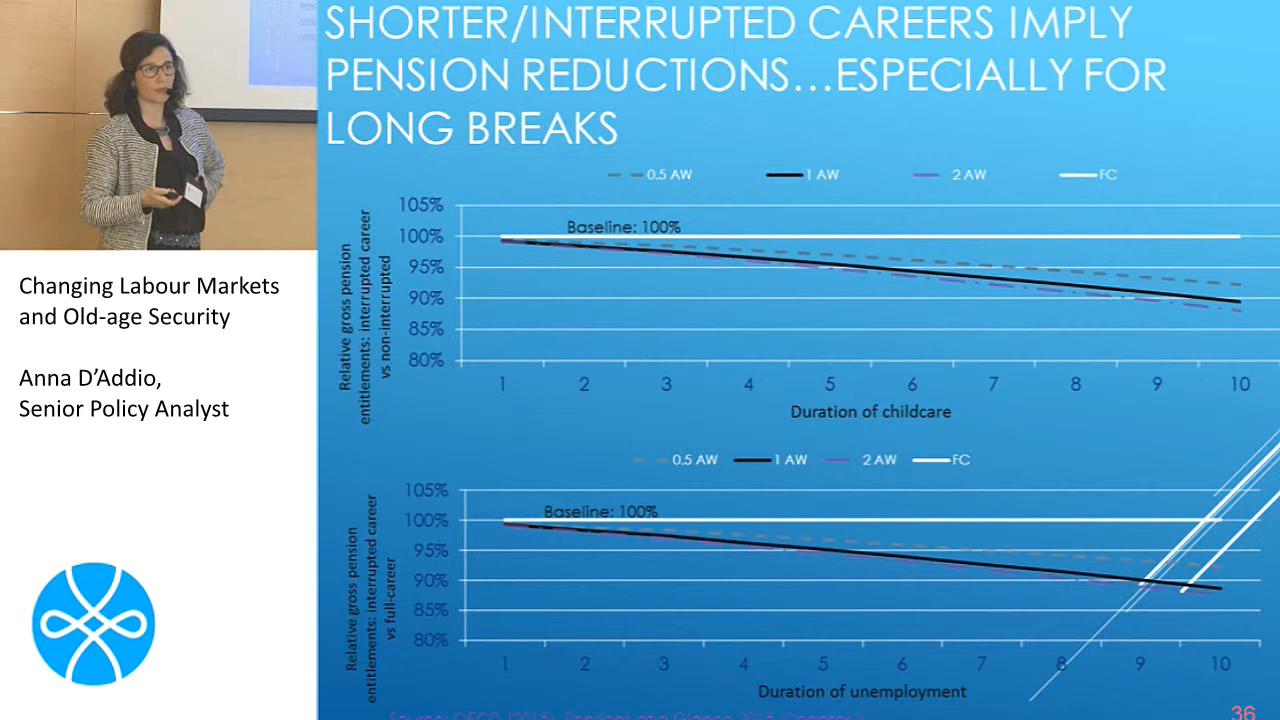 SHORTER/INTERRUPTED CAREERS IMPLY
PENSION REDUCTIONS...ESPECIALLY FOR
LONG BREAKS
Changing Labour Markets
and Old-age Security
Anna D'Addio,
Senior Policy Analyst
0.5 AW 1 AW 2 AW FC
Relative gross pension
entitlements: interrupted career
vs non-interrupted
105%
100%
95%
90%
85%
80%
Baseline: 100%
1 2 3 4 5 6 7 8 9 10
Duration of childcare
0.5 AW 1 AW 2 AW FC
Relative gross pension
entitlements: interrupted career
vs full-career
105%
100%
95%
90%
85%
80%
Baseline: 100%
1 2 3 4 5 6 7 8 9 10
Duration of unemployment
36